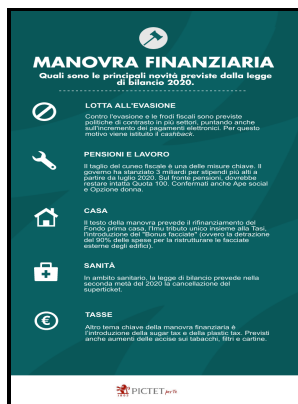 MANOVRA FINANZIARIA
Quali sono le principali novità previste dalla legge
di bilancio 2020.
LOTTA ALL'EVASIONE
Contro l'evasione e le frodi fiscali sono previste
politiche di contrasto in più settori, puntando anche
sull'incremento dei pagamenti elettronici. Per questo
motivo viene istituito il cashback.
PENSIONI E LAVORO
Il taglio del cuneo fiscale è una delle misure chiave. Il
governo ha stanziato 3 miliardi per stipendi più alti a
partire da luglio 2020. Sul fronte pensioni, dovrebbe
restare intatta Quota 100. Confermati anche Ape social
e Opzione donna.
CASA
Il testo della manovra prevede il rifinanziamento del
Fondo prima casa, l'Imu tributo unico insieme alla Tasi,
l'introduzione del "Bonus facciate" (ovvero la detrazione
del 90% delle spese per la ristrutturare le facciate
esterne degli edifici).
SANITÀ
In ambito sanitario, la legge di bilancio prevede nella
seconda metà del 2020 la cancellazione del
superticket.
TASSE
Altro tema chiave della manovra finanziaria è
l'introduzione della sugar tax e della plastic tax. Previsti
anche aumenti delle accise sui tabacchi, filtri e cartine.
1805
PICTET per te